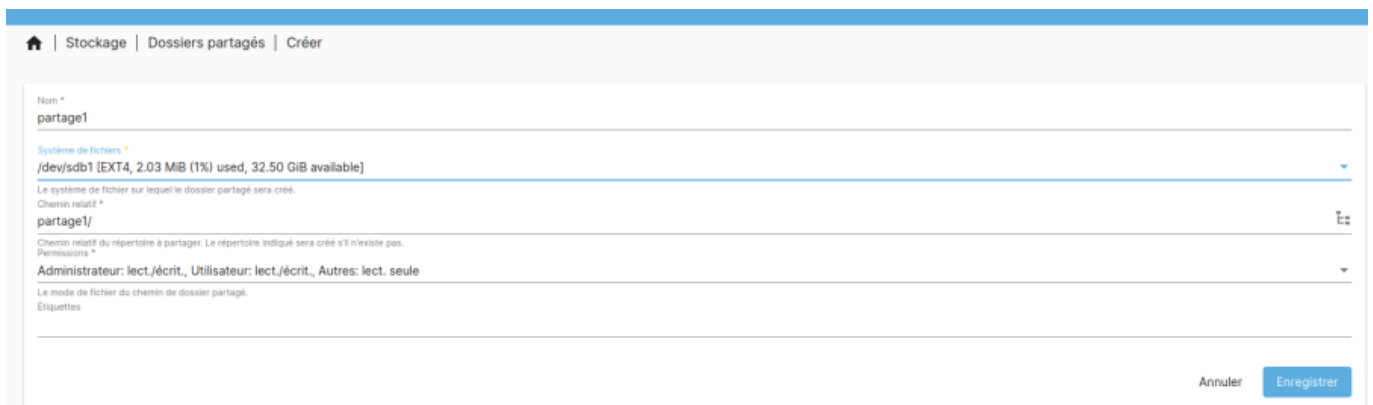 Stockage | Dossiers partagés | Créer
Nom *
partage1
Système de fichiers *
/dev/sdb1 [EXT4, 2.03 MiB (1%) used, 32.50 GiB available]
Le système de fichier sur lequel le dossier partagé sera créé.
Chemin relatif *
partage1/
Chemin relatif du répertoire à partager. Le répertoire indiqué sera créé s'il n'existe pas.
Permissions *
Administrateur: lect./écrit., Utilisateur: lect./écrit., Autres: lect. seule
Le mode de fichier du chemin de dossier partagé.
Étiquettes
Annuler Enregistrer